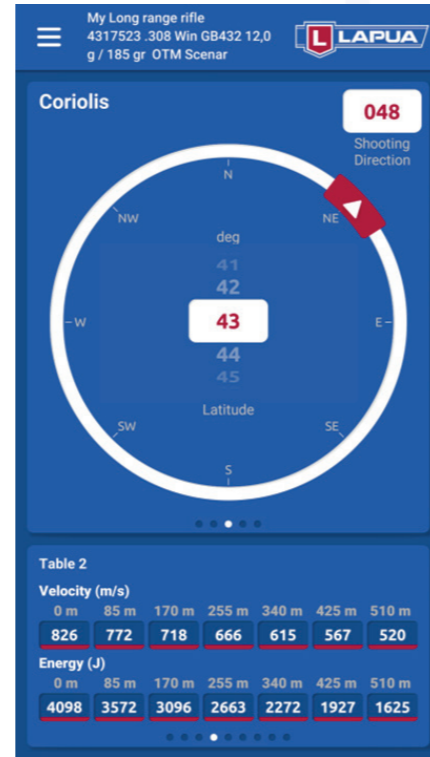 My Long range rifle
4317523 .308 Win GB432 12,0
g / 185 gr OTM Scenar
L LAPUA
Coriolis
048
Shooting
Direction
N
NW
NE
deg
41
42
W
43
E
44
45
Latitude
SW
SE
S
Table 2
Velocity (m/s)
0 m 85 m 170 m 255 m 340 m 425 m 510 m
826 772 718 666 615 567 520
Energy (J)
0 m 85 m 170 m 255 m 340 m 425 m 510 m
4098 3572 3096 2663 2272 1927 1625